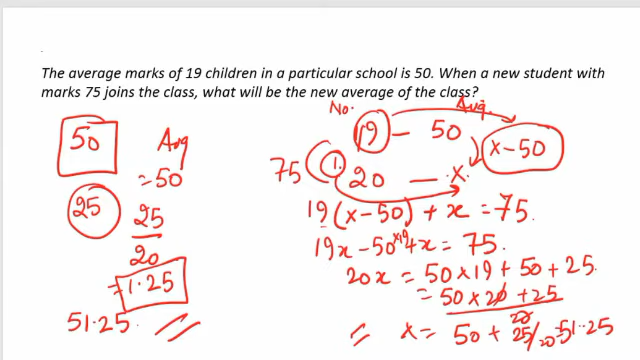 The average marks of 19 children in a particular school is 50. When a new student with
marks 75 joins the class, what will be the new average of the class?
No. Avg.
19 – 50
x – 50
75 1 20 — x
50
Avg
= 50
25
25
20
= 1.25
51.25
19(x – 50) + x = 75.
19x – 50×19 + x = 75.
20x = 50 × 19 + 50 + 25
= 50 × 20 + 25
20
x = 50 + 25/20 = 51.25